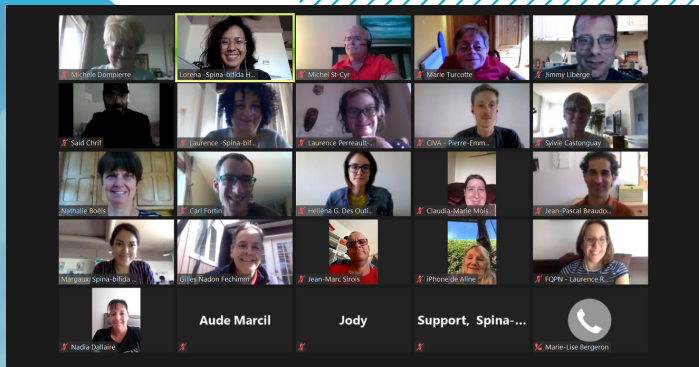 Michèle Dompierre
Lorena -Spina-bifida H...
Michel St-Cyr
Marie Turcotte
Jimmy Liberge
Saïd Chrif
Laurence -Spina-bif...
Laurence Perreault-...
CIVA - Pierre-Emm...
Sylvie Castonguay
Nathalie Boëls
Carl Fortin
Héliéna G. Des Outi...
Claudia-Marie Mois
Jean-Pascal Beaudo...
Margaux Spina-bifida ...
Gilles Nadon Fechimm
Jean-Marc Sirois
iPhone de Aline
FQPN - Laurence R...
Nadia Dallaire
Aude Marcil
Jody
Support, Spina-...
Marie-Lise Bergeron